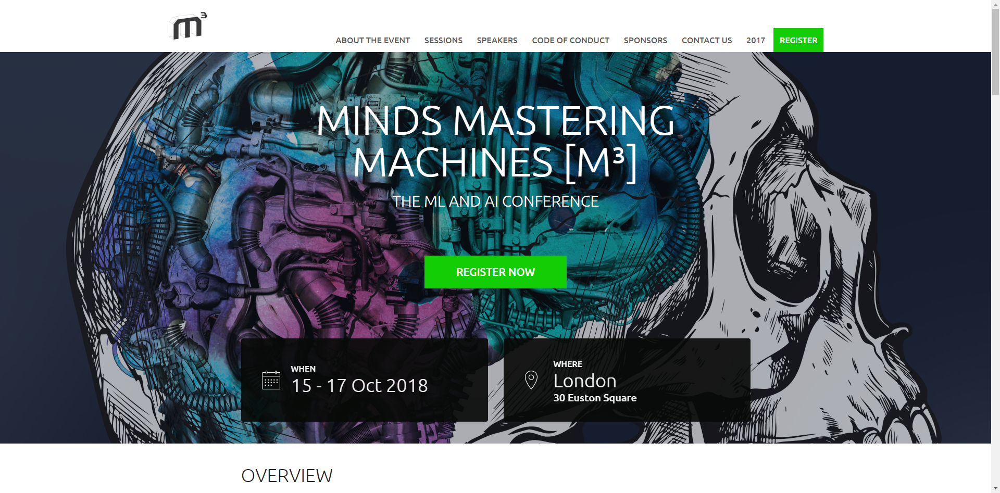 m³
ABOUT THE EVENT SESSIONS SPEAKERS CODE OF CONDUCT SPONSORS CONTACT US 2017 REGISTER
MINDS MASTERING
MACHINES [M³]
THE ML AND AI CONFERENCE
REGISTER NOW
WHEN
15 - 17 Oct 2018
WHERE
London
30 Euston Square
OVERVIEW